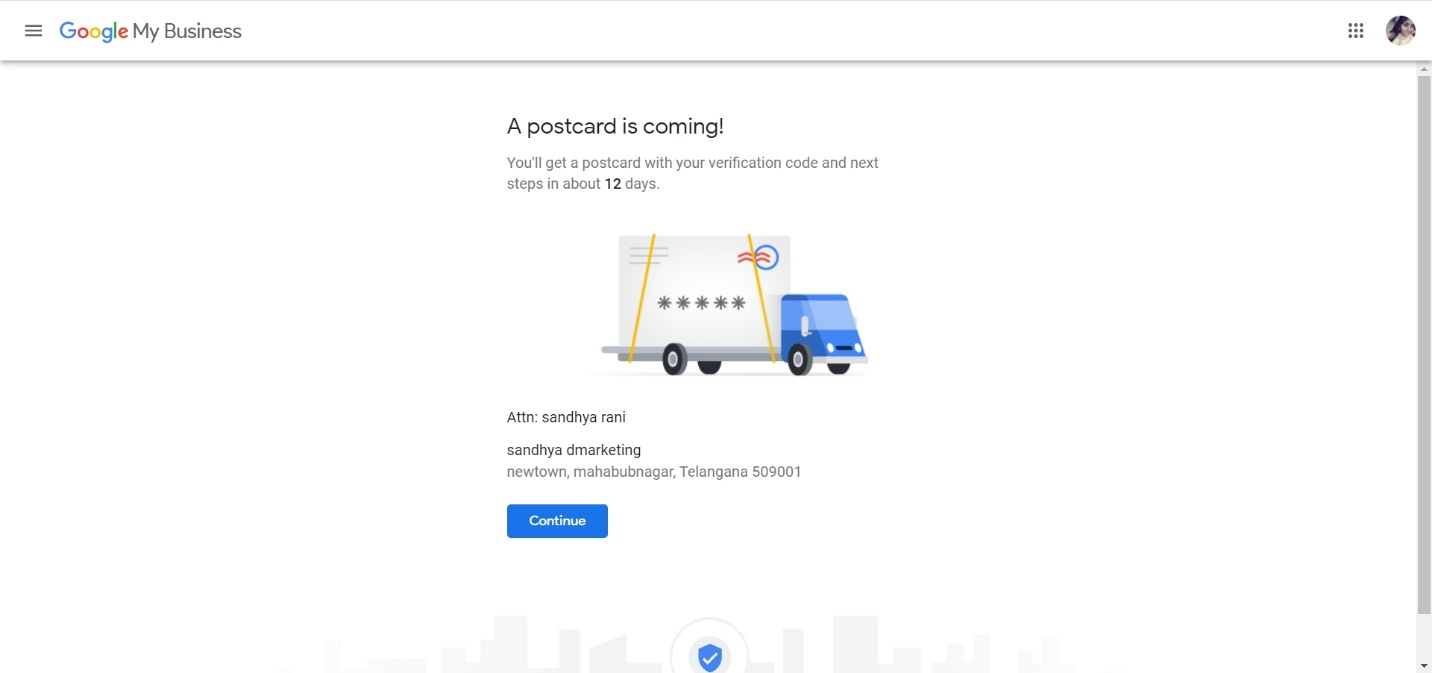 Google My Business
A postcard is coming!
You'll get a postcard with your verification code and next
steps in about 12 days.
*****
Attn: sandhya rani
sandhya dmarketing
newtown, mahabubnagar, Telangana 509001
Continue